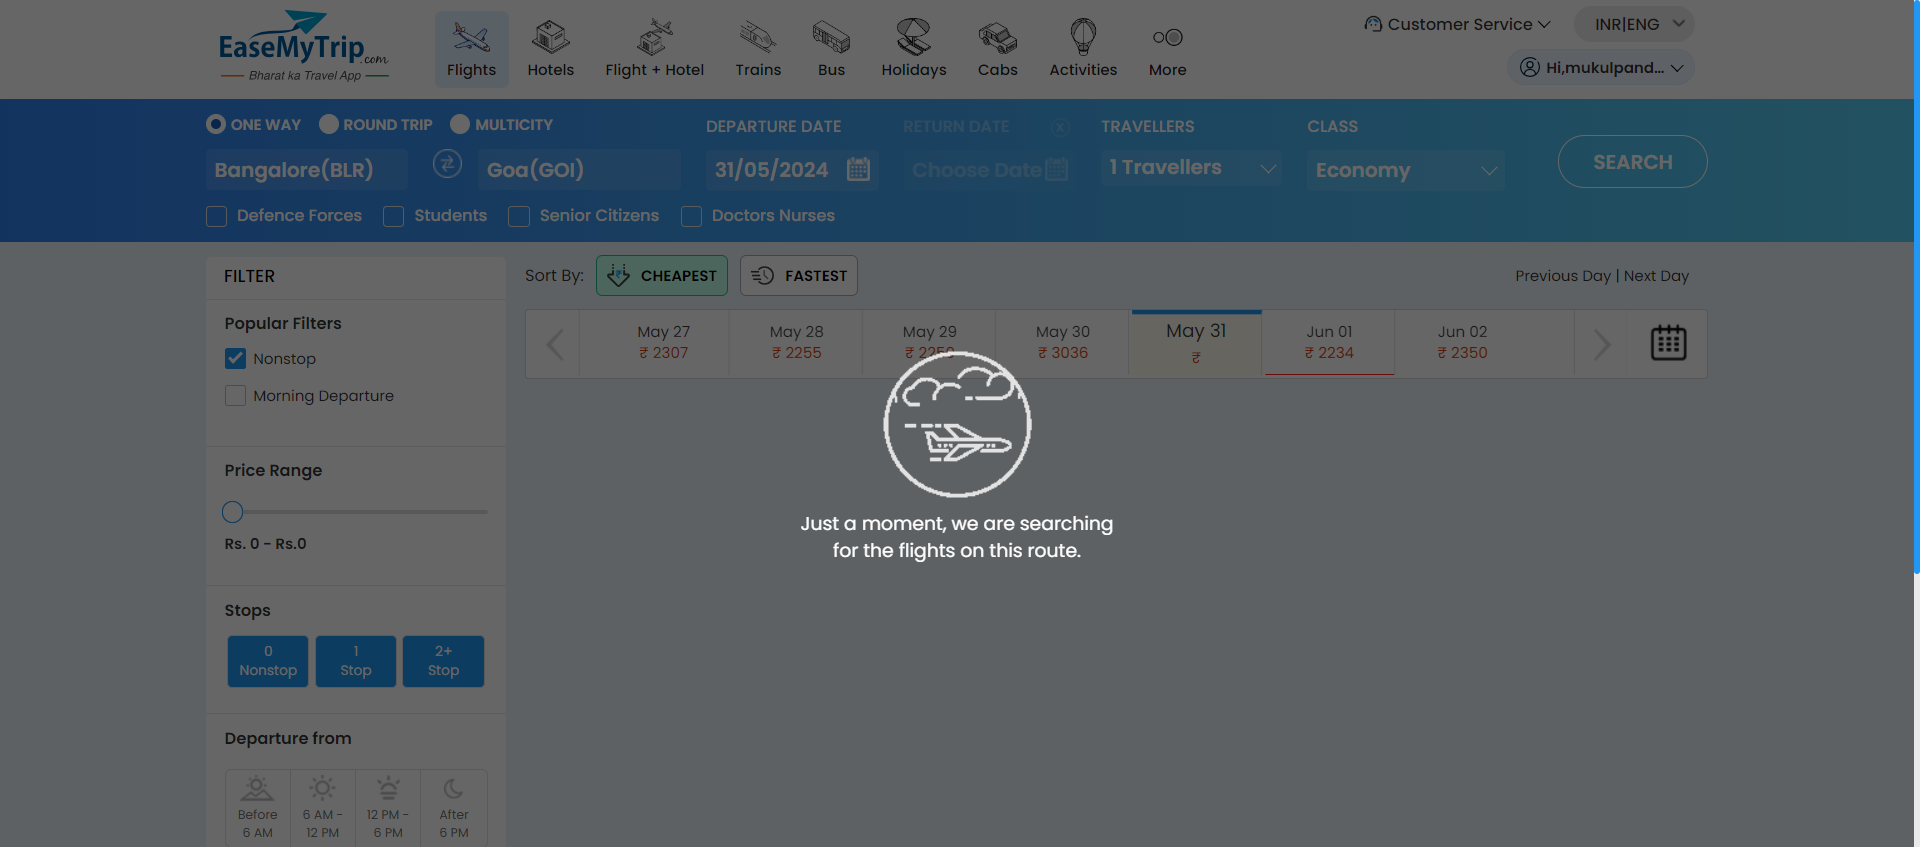 EaseMyTrip.com
Bharat ka Travel App
Flights
Hotels
Flight + Hotel
Trains
Bus
Holidays
Cabs
Activities
More
Customer Service
INR|ENG
Hi,mukulpand...
ONE WAY
ROUND TRIP
MULTICITY
DEPARTURE DATE
RETURN DATE
TRAVELLERS
CLASS
Bangalore(BLR)
Goa(GOI)
31/05/2024
Choose Date
1 Travellers
Economy
SEARCH
Defence Forces
Students
Senior Citizens
Doctors Nurses
FILTER
Popular Filters
Nonstop
Morning Departure
Price Range
Rs. 0 - Rs.0
Stops
0
Nonstop
1
Stop
2+
Stop
Departure from
Before
6 AM
6 AM -
12 PM
12 PM -
6 PM
After
6 PM
Sort By:
CHEAPEST
FASTEST
Previous Day | Next Day
May 27
₹ 2307
May 28
₹ 2255
May 29
₹ 2250
May 30
₹ 3036
May 31
₹
Jun 01
₹ 2234
Jun 02
₹ 2350
Just a moment, we are searching
for the flights on this route.